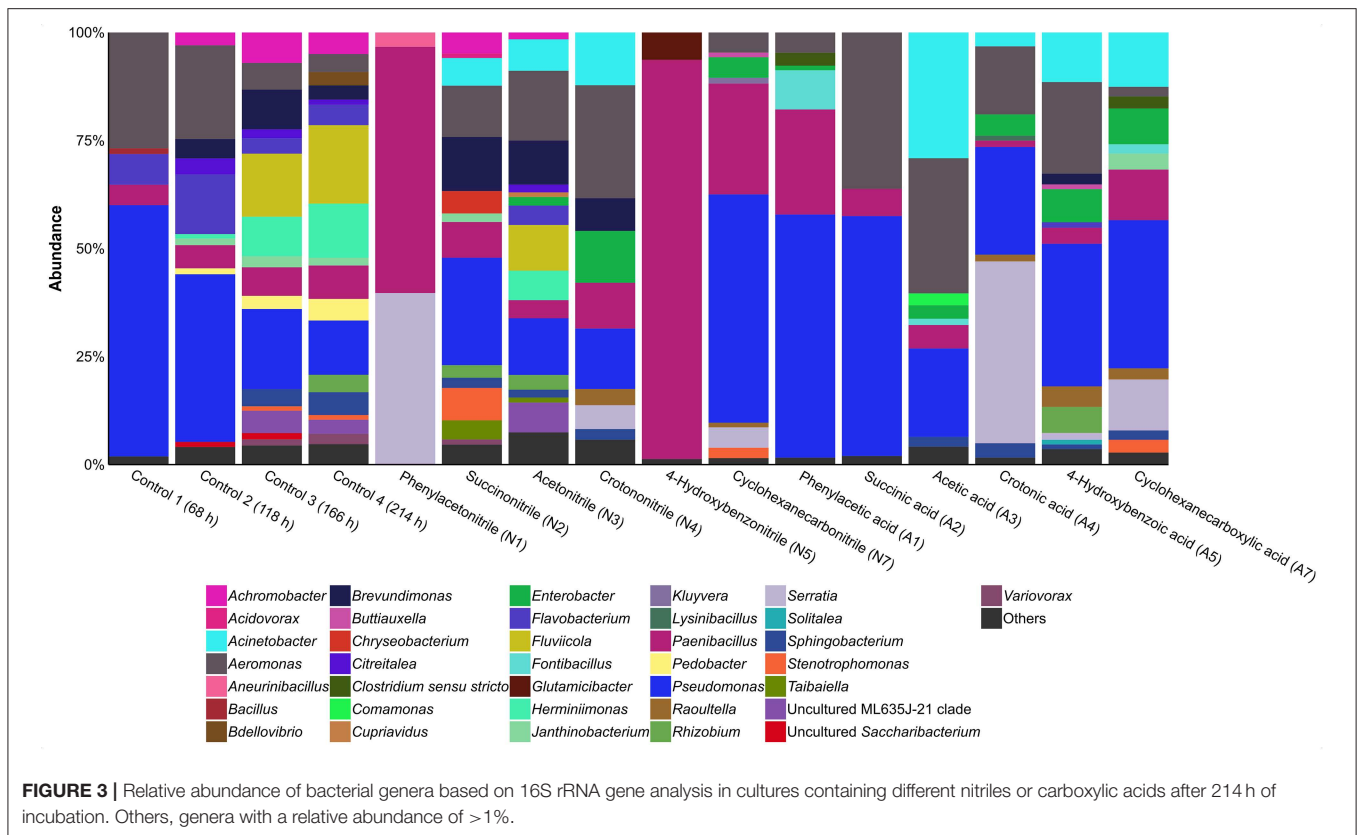 100%
75%
50%
25%
0%
Abundance
Control 1 (68 h)
Control 2 (118 h)
Control 3 (166 h)
Control 4 (214 h)
Phenylacetonitrile (N1)
Succinonitrile (N2)
Acetonitrile (N3)
Crotononitrile (N4)
4-Hydroxybenzonitrile (N5)
Cyclohexanecarbonitrile (N7)
Phenylacetic acid (A1)
Succinic acid (A2)
Acetic acid (A3)
Crotonic acid (A4)
4-Hydroxybenzoic acid (A5)
Cyclohexanecarboxylic acid (A7)
Achromobacter
Acidovorax
Acinetobacter
Aeromonas
Aneurinibacillus
Bacillus
Bdellovibrio
Brevundimonas
Buttiauxella
Chryseobacterium
Citreitalea
Clostridium sensu stricto
Comamonas
Cupriavidus
Enterobacter
Flavobacterium
Fluviicola
Fontibacillus
Glutamicibacter
Herminiimonas
Janthinobacterium
Kluyvera
Lysinibacillus
Paenibacillus
Pedobacter
Pseudomonas
Raoultella
Rhizobium
Serratia
Solitalea
Sphingobacterium
Stenotrophomonas
Taibaiella
Uncultured ML635J-21 clade
Uncultured Saccharibacterium
Variovorax
Others
FIGURE 3 | Relative abundance of bacterial genera based on 16S rRNA gene analysis in cultures containing different nitriles or carboxylic acids after 214 h of
incubation. Others, genera with a relative abundance of >1%.